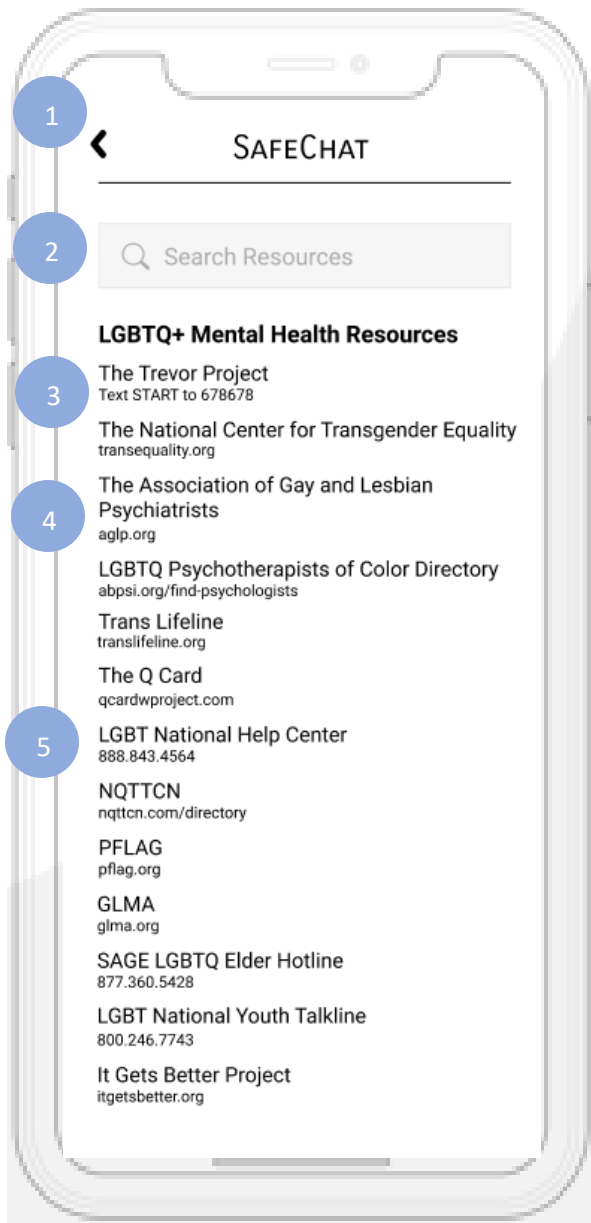 1
SAFECHAT
2
Search Resources
LGBTQ+ Mental Health Resources
3
The Trevor Project
Text START to 678678
The National Center for Transgender Equality
transequality.org
4
The Association of Gay and Lesbian
Psychiatrists
aglp.org
LGBTQ Psychotherapists of Color Directory
abpsi.org/find-psychologists
Trans Lifeline
translifeline.org
The Q Card
qcardwproject.com
5
LGBT National Help Center
888.843.4564
NQTTCN
nqttcn.com/directory
PFLAG
pflag.org
GLMA
glma.org
SAGE LGBTQ Elder Hotline
877.360.5428
LGBT National Youth Talkline
800.246.7743
It Gets Better Project
itgetsbetter.org